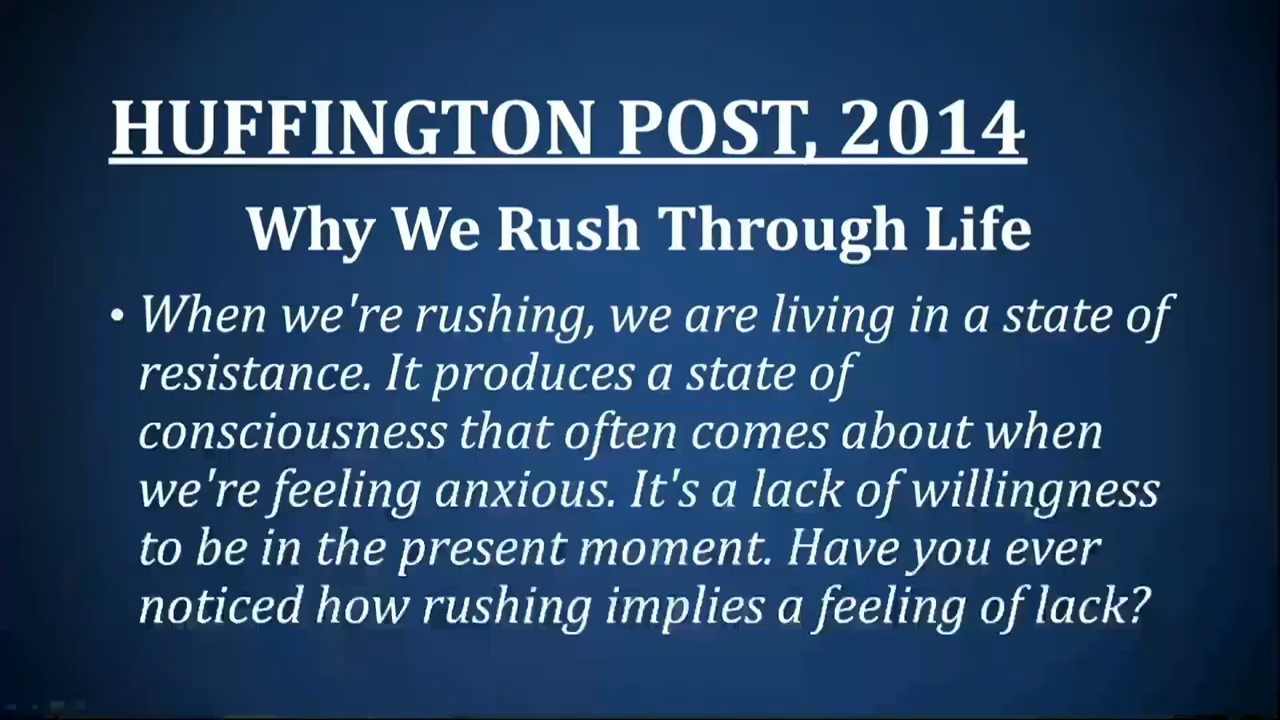 HUFFINGTON POST, 2014
Why We Rush Through Life
• When we're rushing, we are living in a state of
resistance. It produces a state of
consciousness that often comes about when
we're feeling anxious. It's a lack of willingness
to be in the present moment. Have you ever
noticed how rushing implies a feeling of lack?